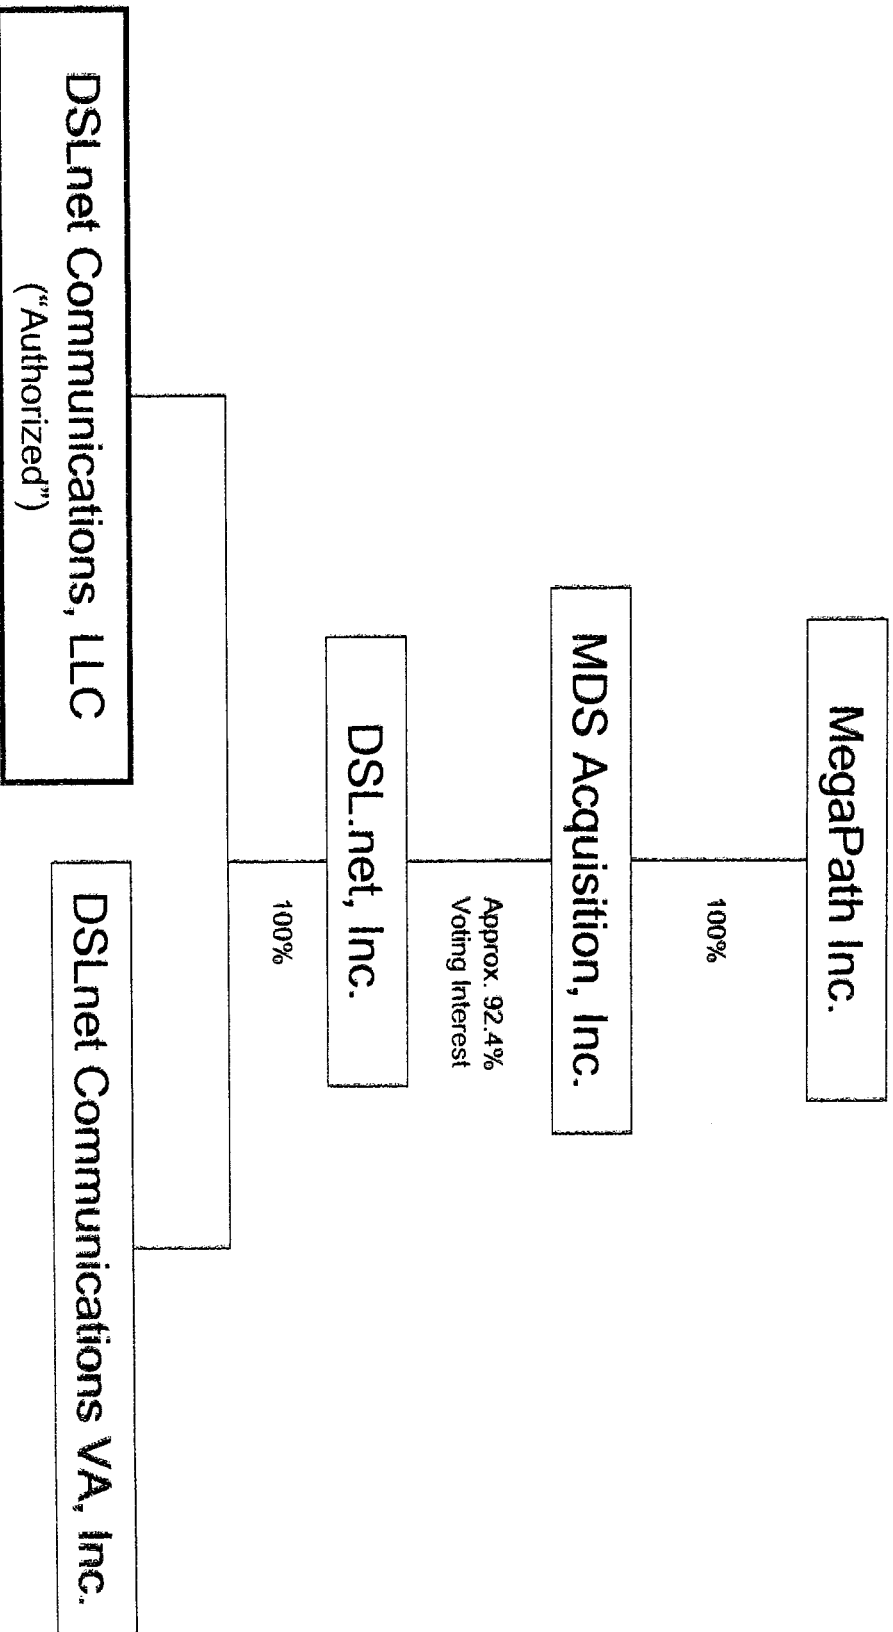 MegaPath Inc.
100%
MDS Acquisition, Inc.
Approx. 92.4%
Voting Interest
DSL.net, Inc.
100%
DSLnet Communications, LLC
("Authorized")
DSLnet Communications VA, Inc.